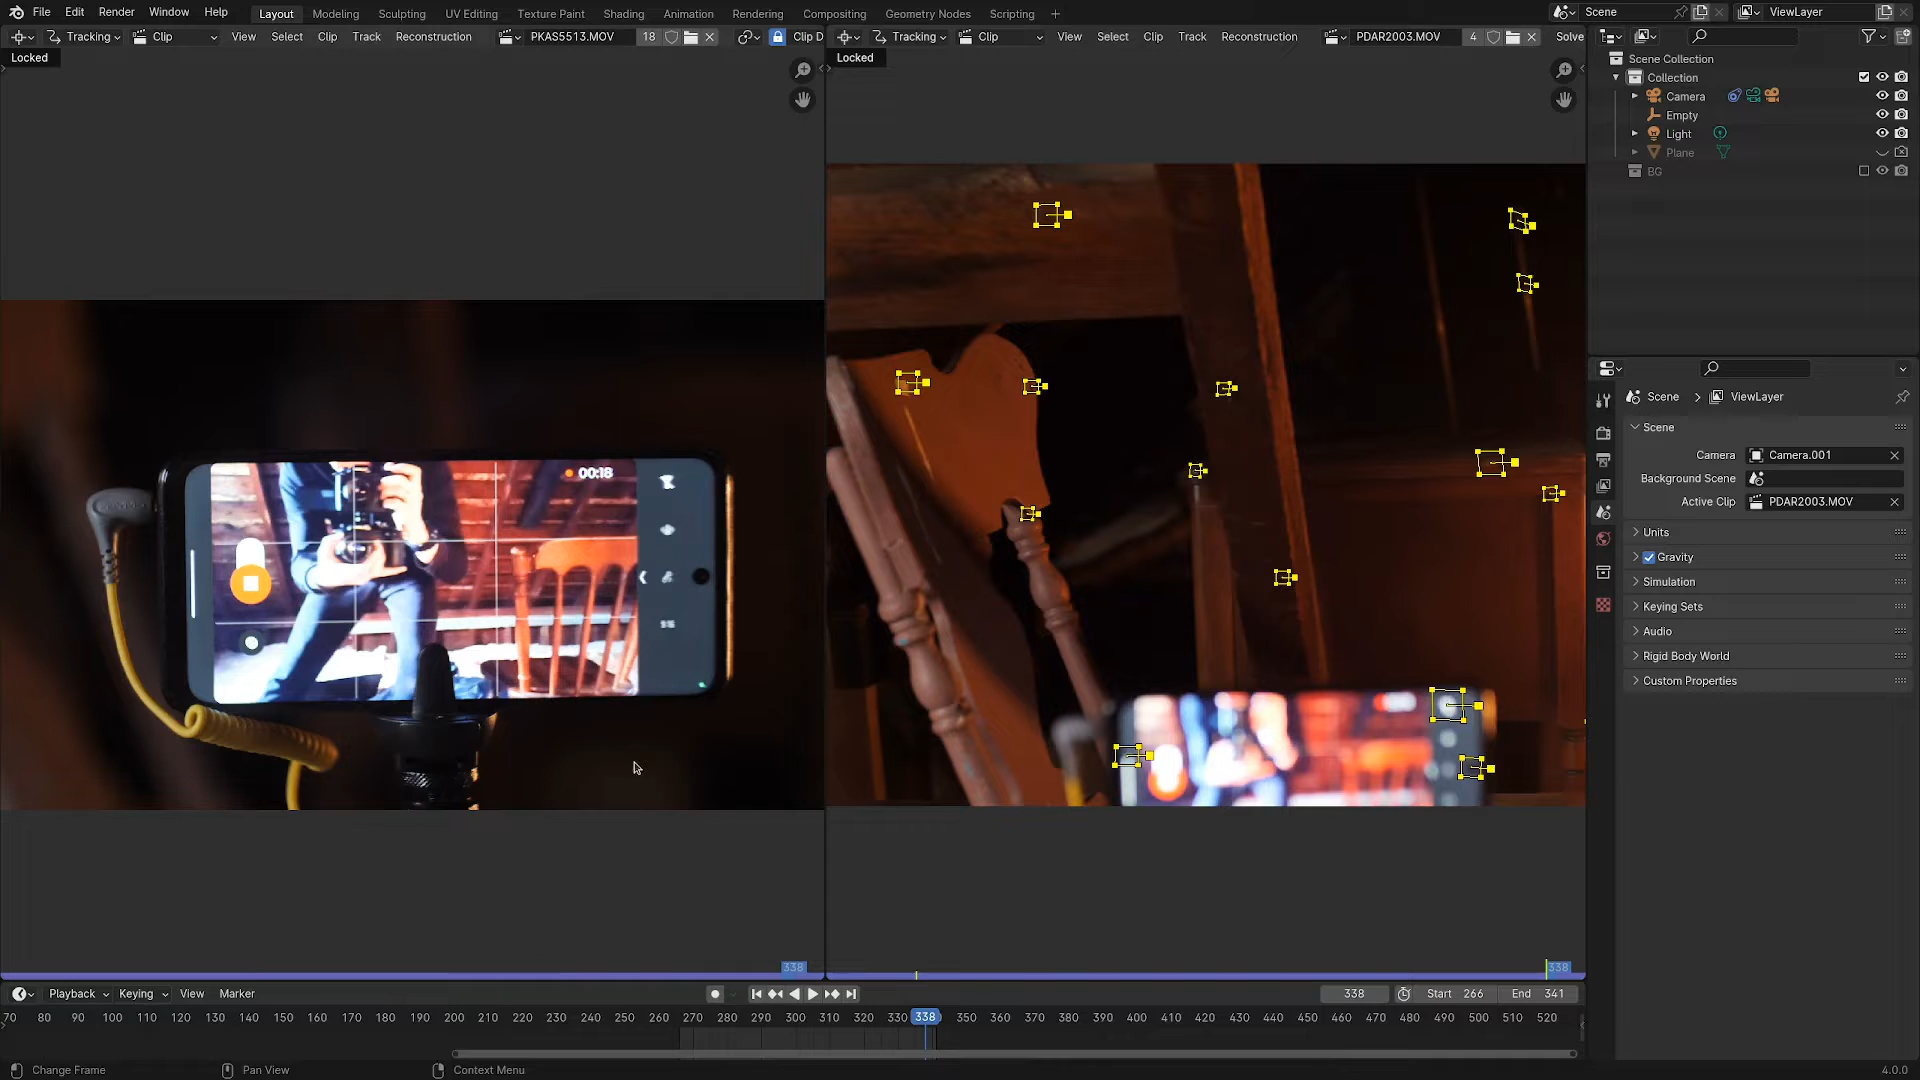 File Edit Render Window Help Layout Modeling Sculpting UV Editing Texture Paint Shading Animation Rendering Compositing Geometry Nodes Scripting + Scene ViewLayer
Tracking Clip View Select Clip Track Reconstruction PKAS5513.MOV 18 Clip D
Tracking Clip View Select Clip Track Reconstruction PDAR2003.MOV 4 Solve
Locked
Locked
Scene Collection
Collection
Camera
Empty
Light
Plane
BG
00:18
9:16
Scene > ViewLayer
Scene
Camera Camera.001
Background Scene
Active Clip PDAR2003.MOV
Units
Gravity
Simulation
Keying Sets
Audio
Rigid Body World
Custom Properties
338
338
Playback Keying View Marker 338 Start 266 End 341
70 80 90 100 110 120 130 140 150 160 170 180 190 200 210 220 230 240 250 260 270 280 290 300 310 320 330 338 350 360 370 380 390 400 410 420 430 440 450 460 470 480 490 500 510 520
Change Frame Pan View Context Menu 4.0.0